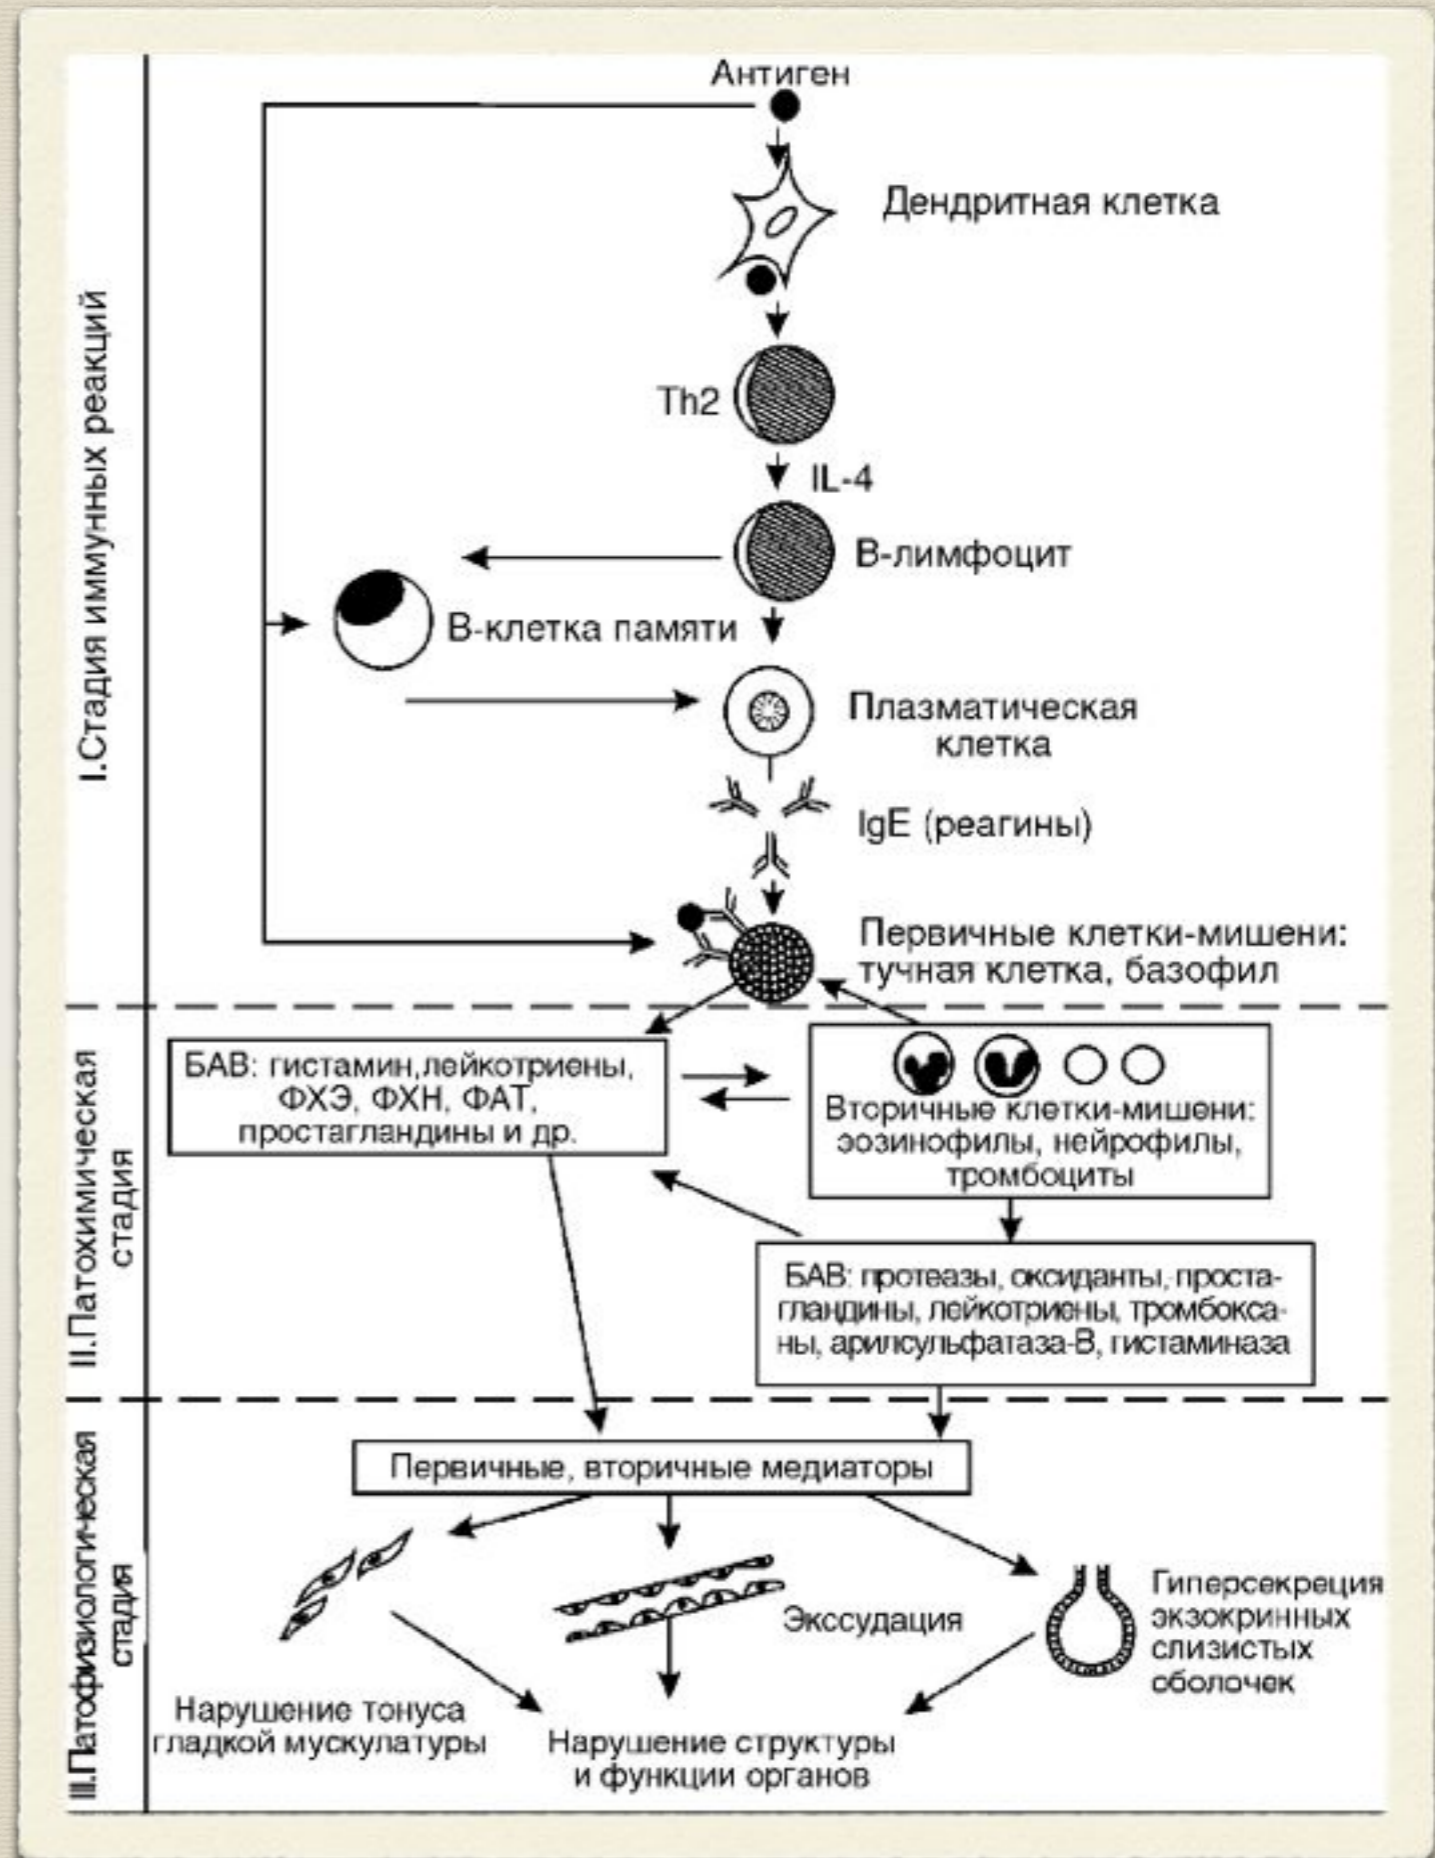 Антиген
Дендритная клетка
Th2
IL-4
В-лимфоцит
В-клетка памяти
Плазматическая
клетка
IgE (реагины)
Первичные клетки-мишени:
тучная клетка, базофил
I.Стадия иммунных реакций
БАВ: гистамин,лейкотриены,
ФХЭ, ФХН, ФАТ,
простагландины и др.
Вторичные клетки-мишени:
эозинофилы, нейрофилы,
тромбоциты
БАВ: протеазы, оксиданты, проста-
гландины, лейкотриены, тромбокса-
ны, арилсульфатаза-В, гистаминаза
II.Патохимическая
стадия
Первичные, вторичные медиаторы
Экссудация
Гиперсекреция
экзокринных
слизистых
оболочек
Нарушение тонуса
гладкой мускулатуры
Нарушение структуры
и функции органов
III.Патофизиологическая
стадия